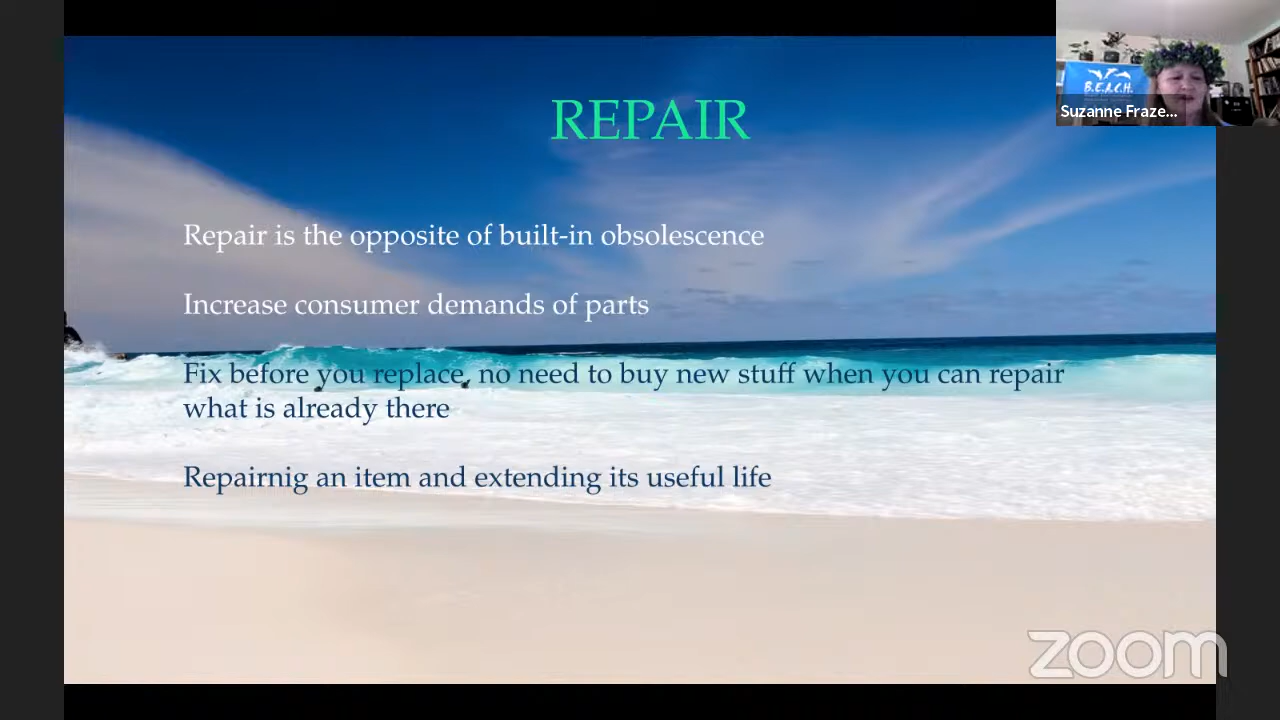 REPAIR
B.E.A.C.H.
Suzanne Fraze...
Repair is the opposite of built-in obsolescence
Increase consumer demands of parts
Fix before you replace, no need to buy new stuff when you can repair
what is already there
Repairnig an item and extending its useful life
zoom